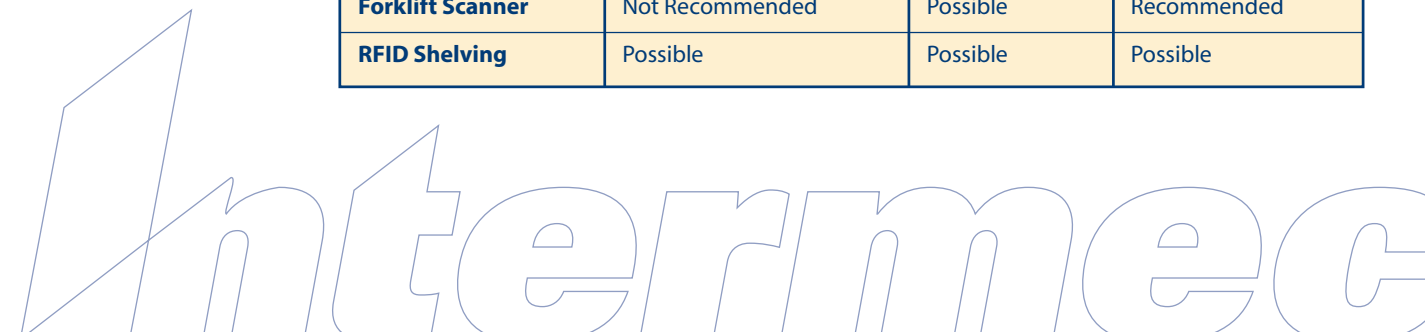 Forklift Scanner Not Recommended Possible Recommended
RFID Shelving Possible Possible Possible
Intermec